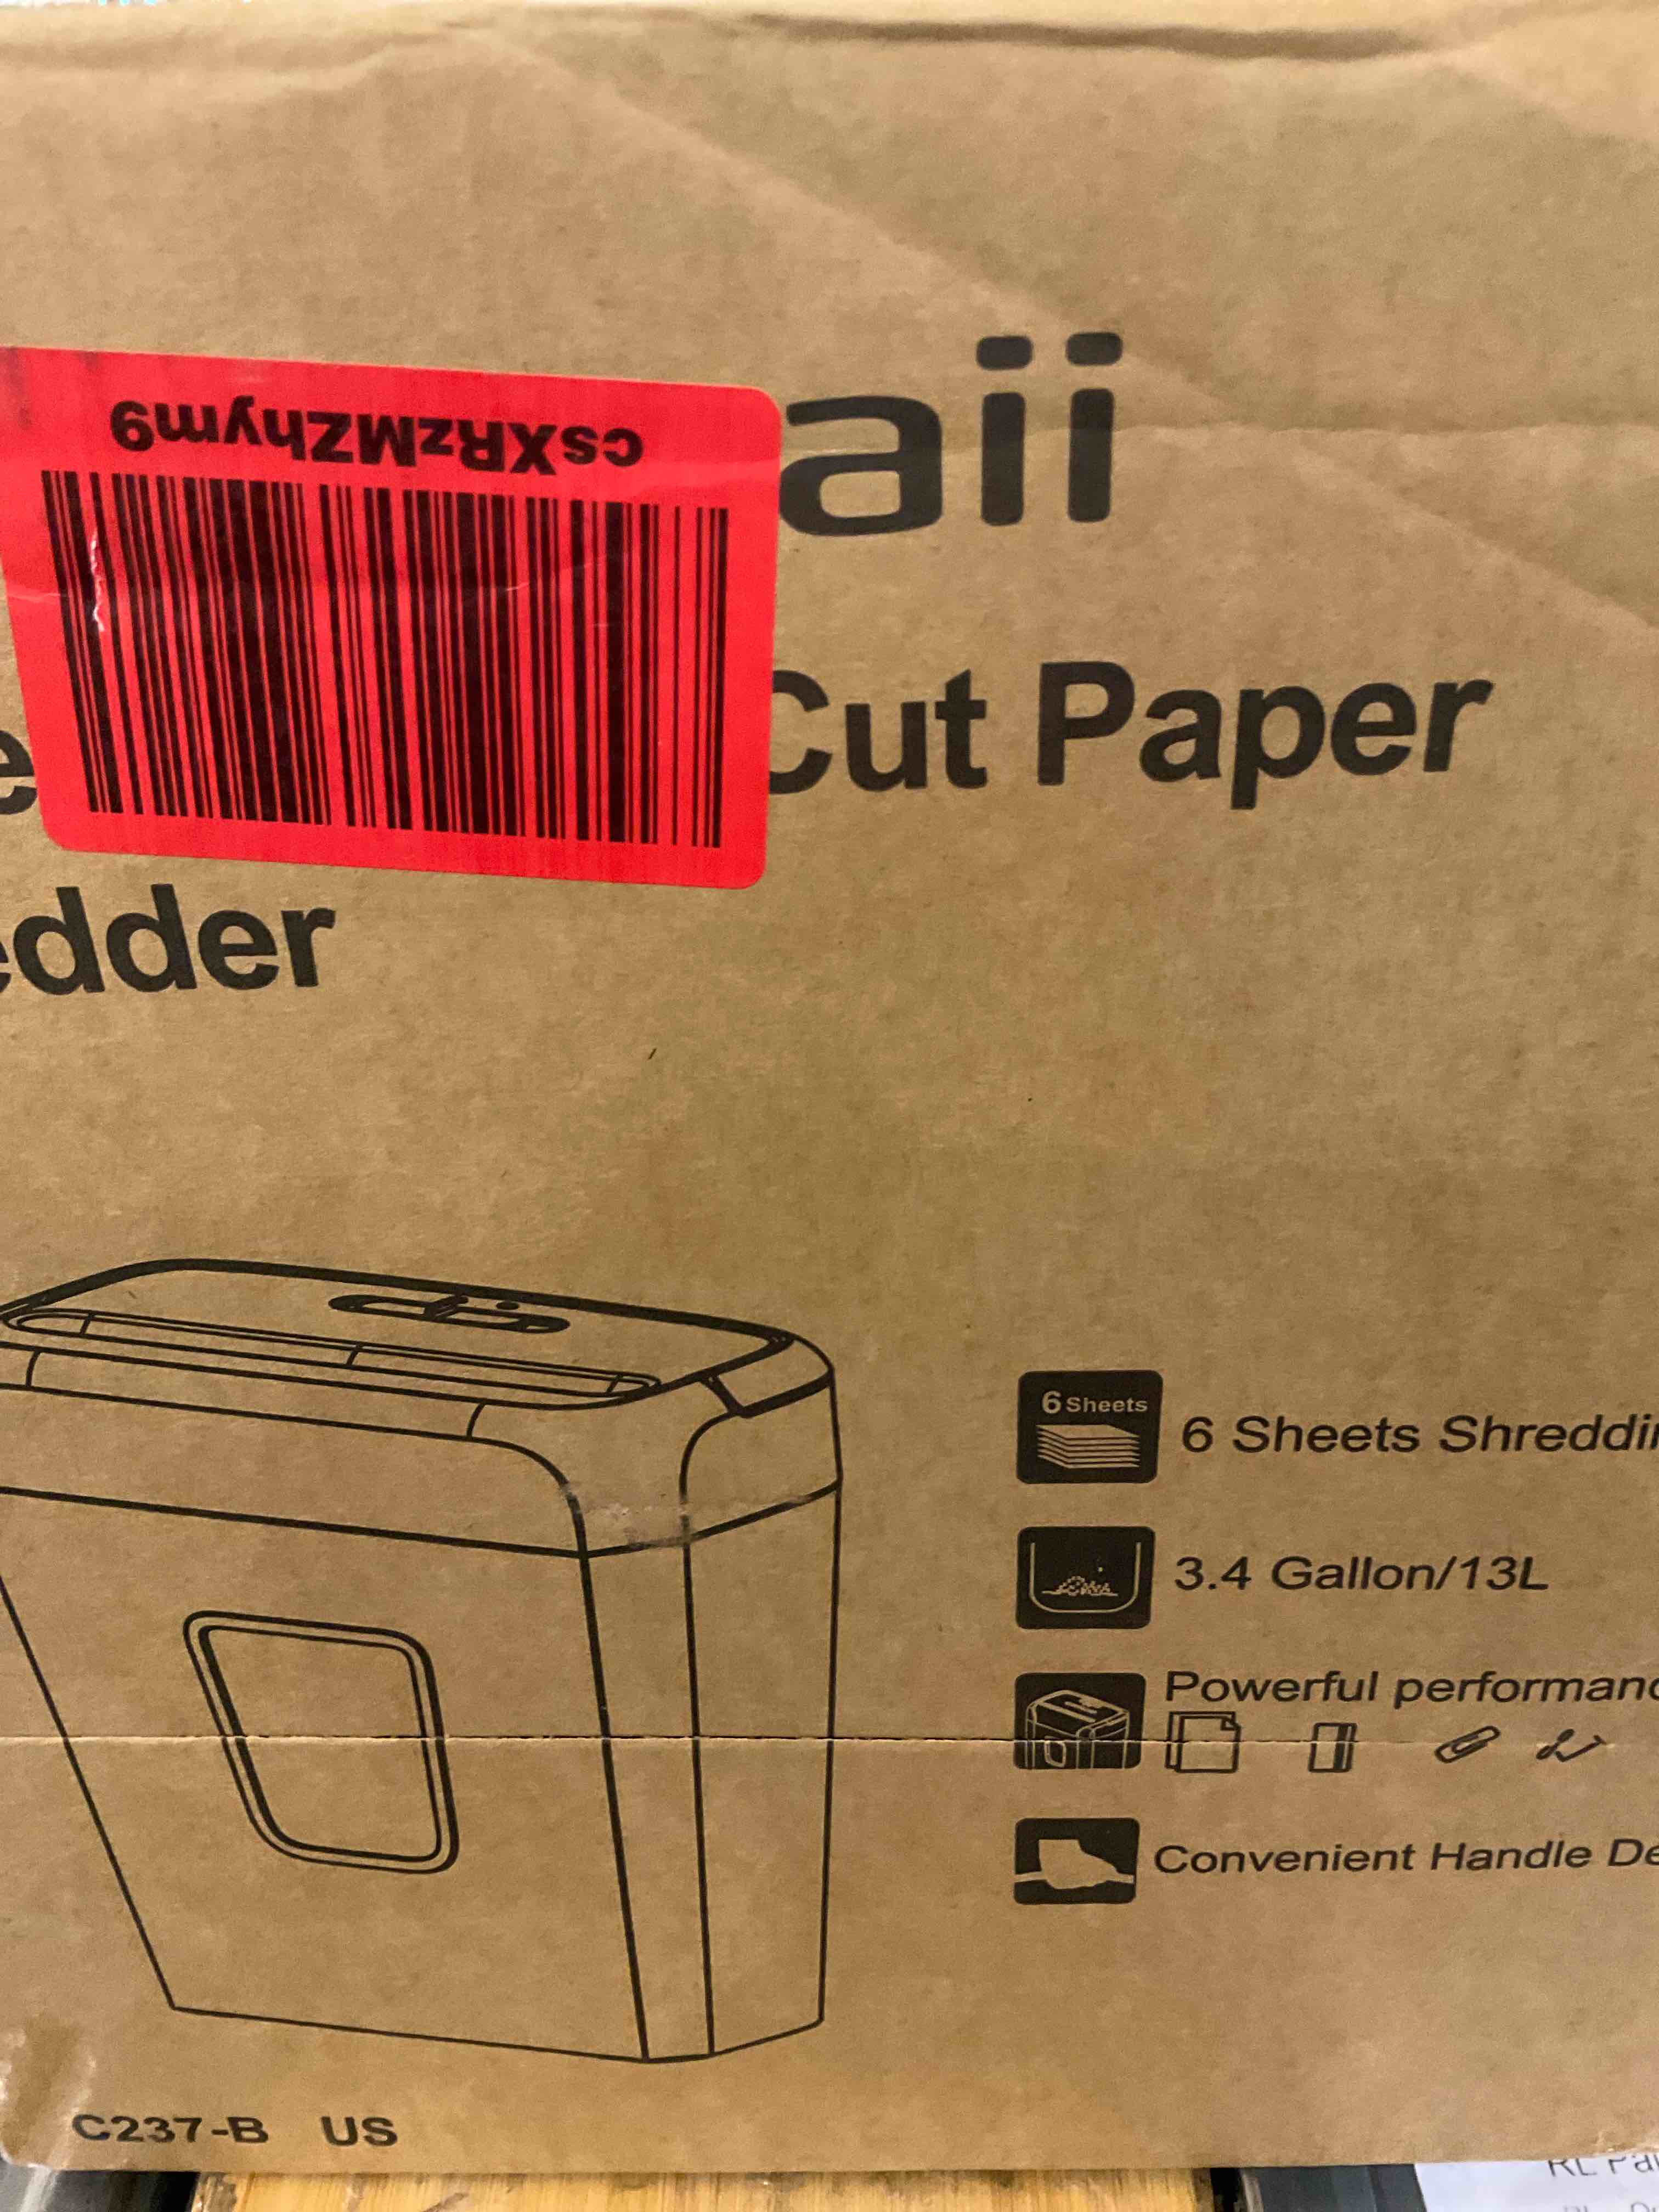 csXRzMZhym9
aii
Cut Paper
edder
6 Sheets
6 Sheets Shreddi
3.4 Gallon/13L
Powerful performanc
Convenient Handle De
C237-B US